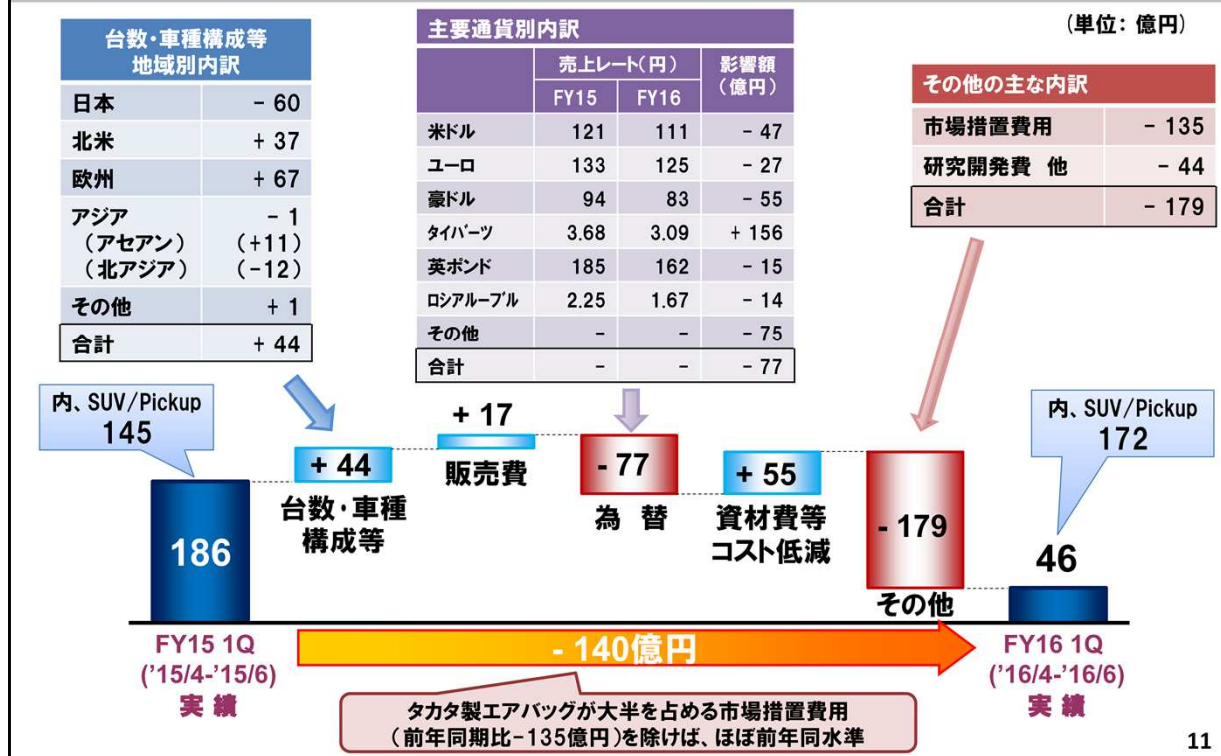 (単位: 億円)
台数・車種構成等
地域別内訳
日本 - 60
北米 + 37
欧州 + 67
アジア - 1
(アセアン) (+11)
(北アジア) (-12)
その他 + 1
合計 + 44
主要通貨別内訳
売上レート(円) 影響額
(億円)
FY15 FY16
米ドル 121 111 - 47
ユーロ 133 125 - 27
豪ドル 94 83 - 55
タイバーツ 3.68 3.09 + 156
英ポンド 185 162 - 15
ロシアルーブル 2.25 1.67 - 14
その他 - - - 75
合計 - - - 77
その他の主な内訳
市場措置費用 - 135
研究開発費 他 - 44
合計 - 179
内、SUV/Pickup
145
186
+ 44
台数・車種
構成等
+ 17
販売費
- 77
為 替
+ 55
資材費等
コスト低減
- 179
その他
内、SUV/Pickup
172
46
FY15 1Q
('15/4-'15/6)
実 績
- 140億円
FY16 1Q
('16/4-'16/6)
実 績
タカタ製エアバッグが大半を占める市場措置費用
(前年同期比-135億円)を除けば、ほぼ前年同水準
11